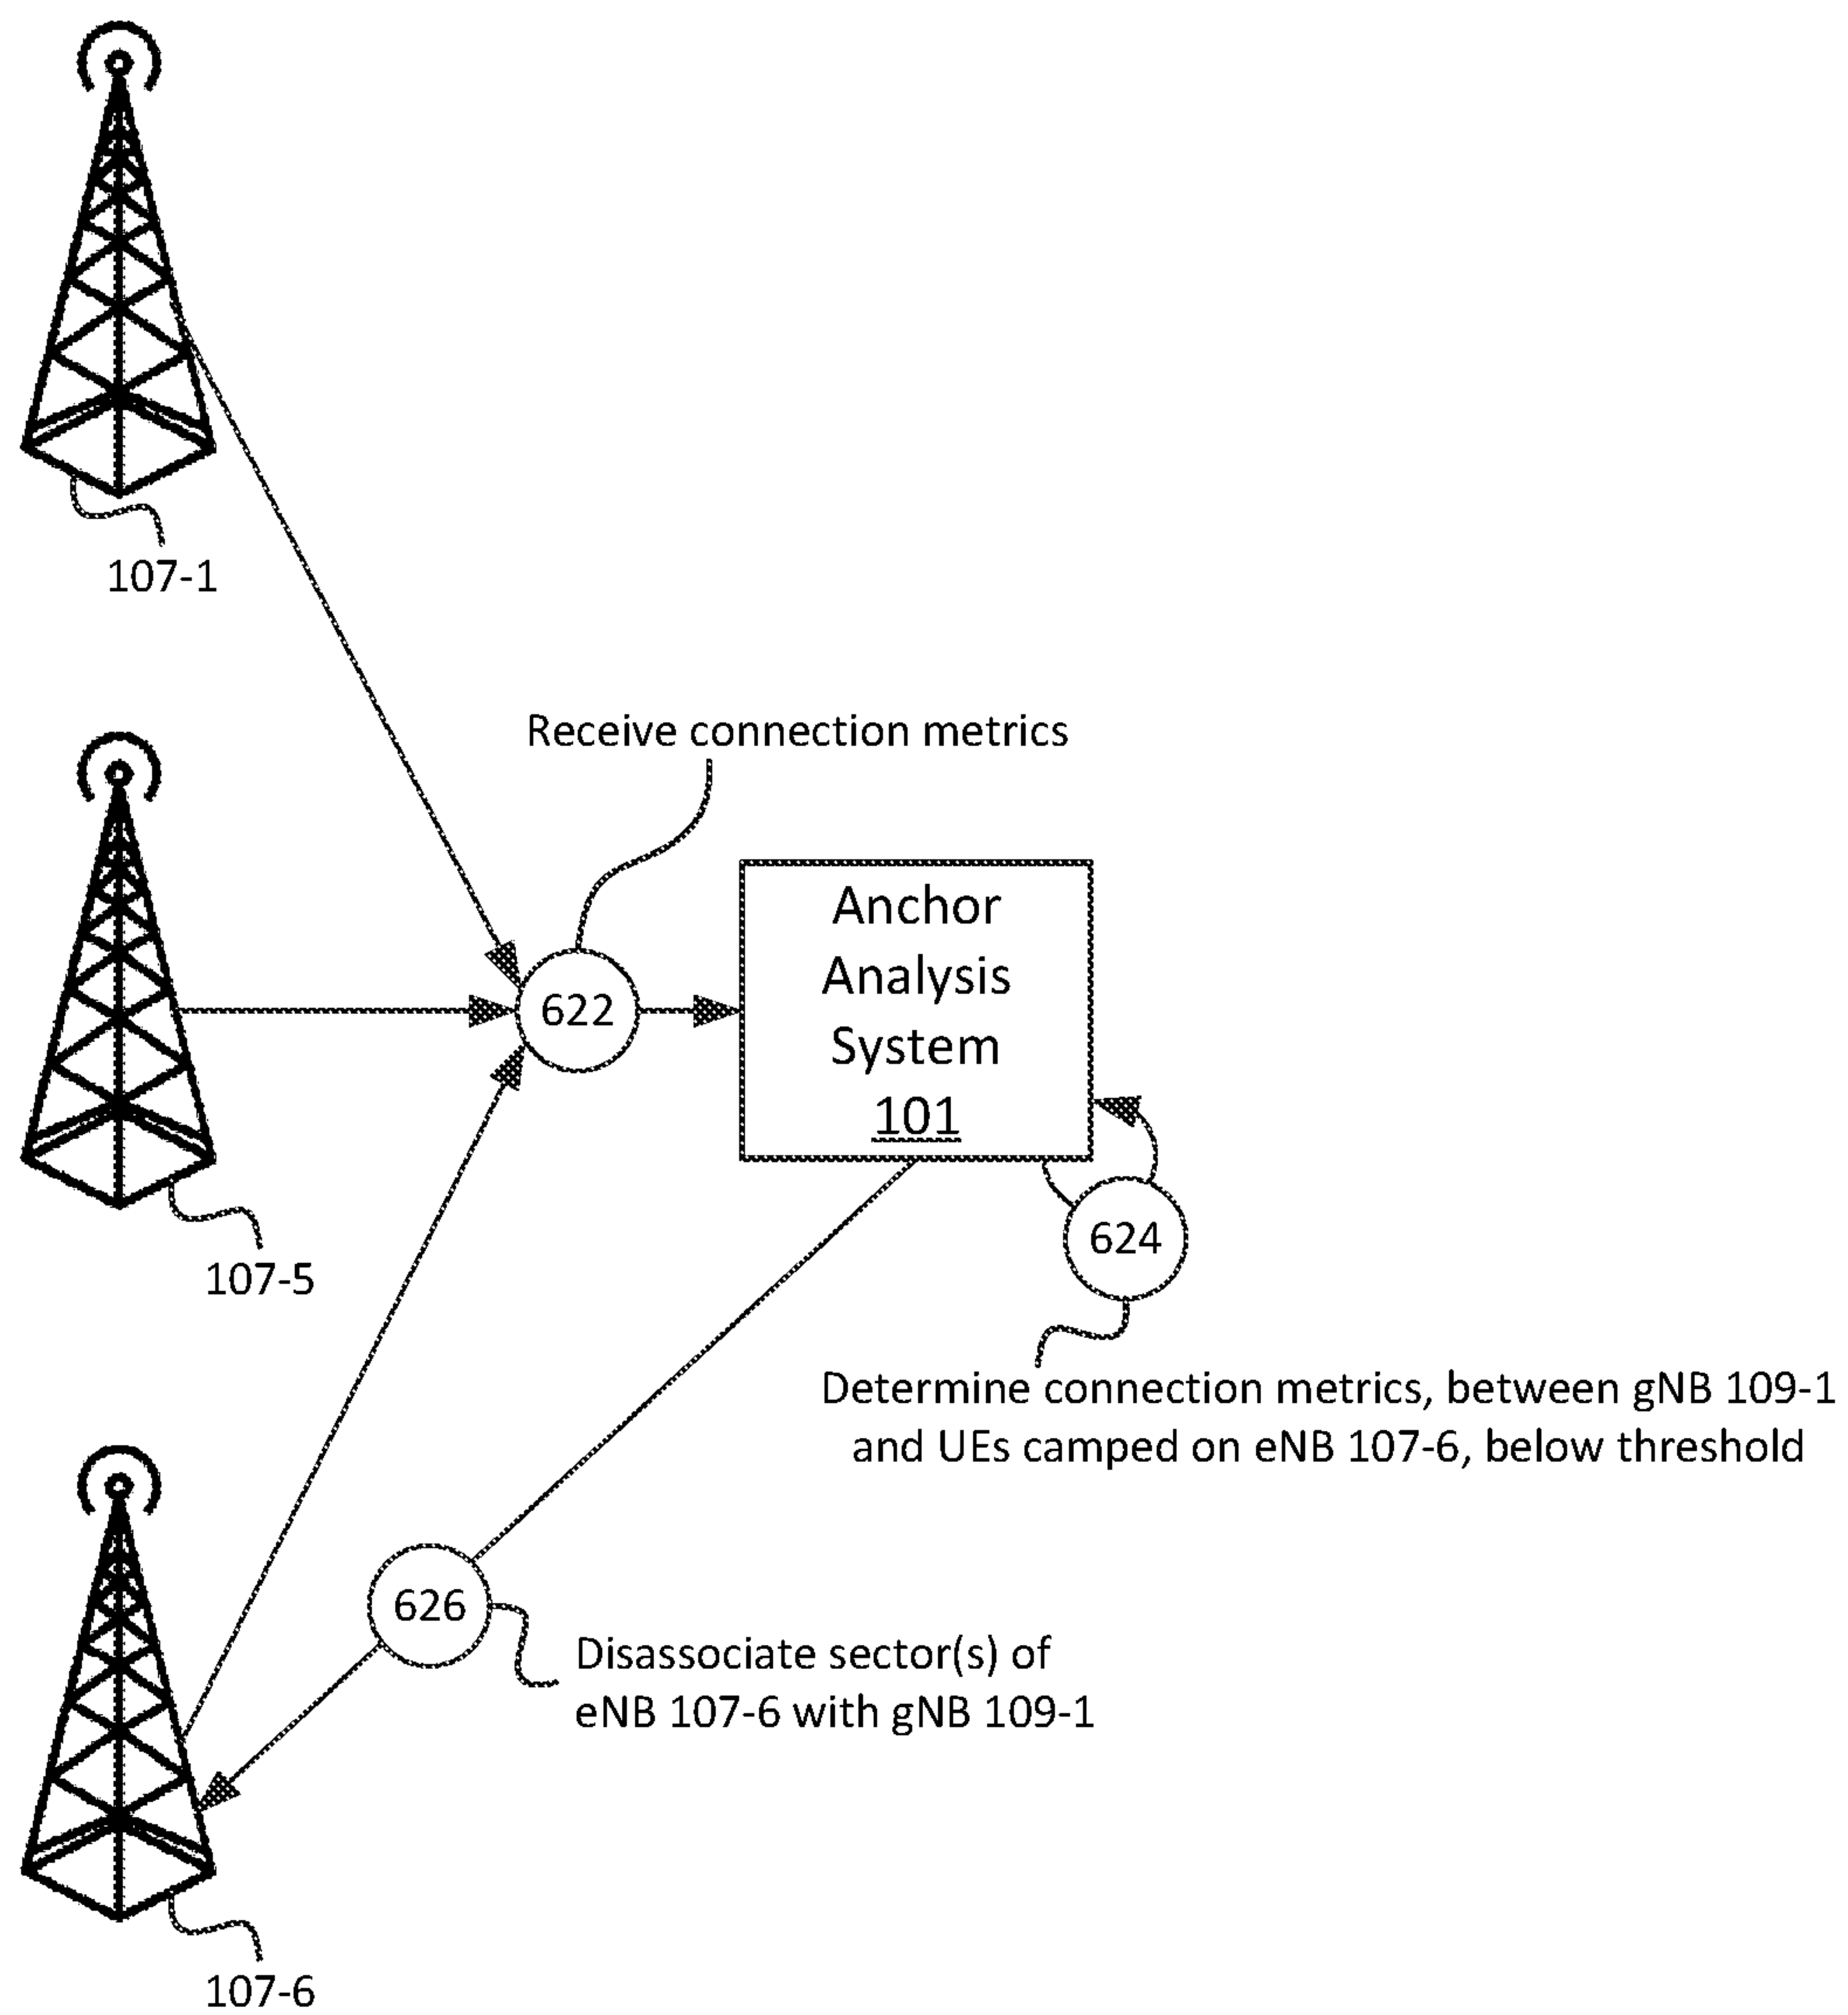 107-1
Receive connection metrics
Anchor
Analysis
System
101
622
624
107-5
Determine connection metrics, between gNB 109-1
and UEs camped on eNB 107-6, below threshold
626
Disassociate sector(s) of
eNB 107-6 with gNB 109-1
107-6